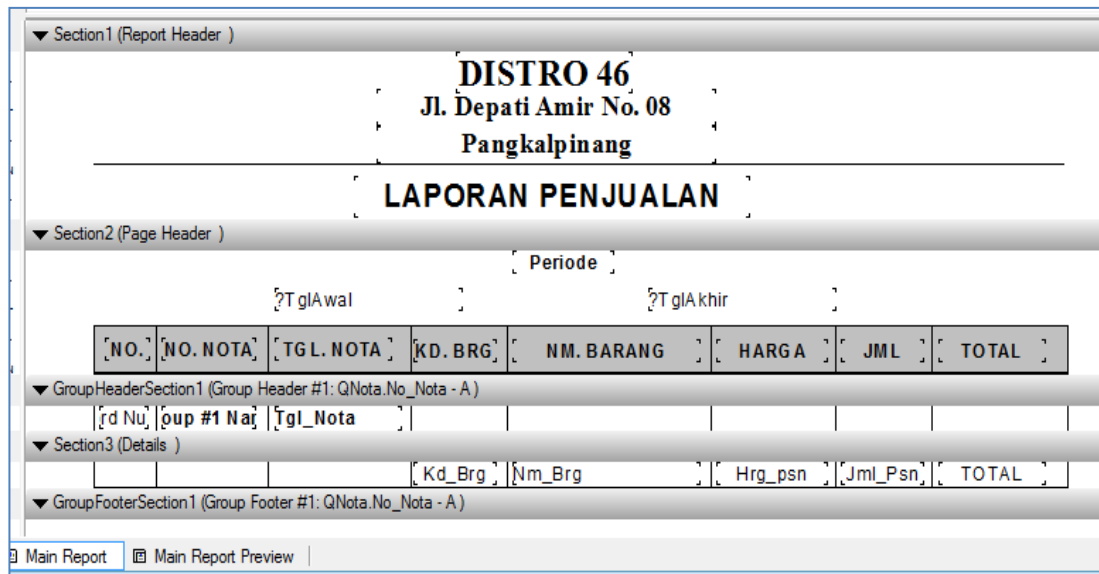 Section1 (Report Header )
DISTRO 46
Jl. Depati Amir No. 08
Pangkalpinang
LAPORAN PENJUALAN
Section2 (Page Header )
Periode
?TglAwal ?TglAkhir
NO. NO. NOTA TGL. NOTA KD. BRG NM. BARANG HARGA JML TOTAL
GroupHeaderSection1 (Group Header #1: QNota.No_Nota - A )
rd Nu oup #1 Nar Tgl_Nota
Section3 (Details )
Kd_Brg Nm_Brg Hrg_psn Jml_Psn TOTAL
GroupFooterSection1 (Group Footer #1: QNota.No_Nota - A )
Main Report Main Report Preview